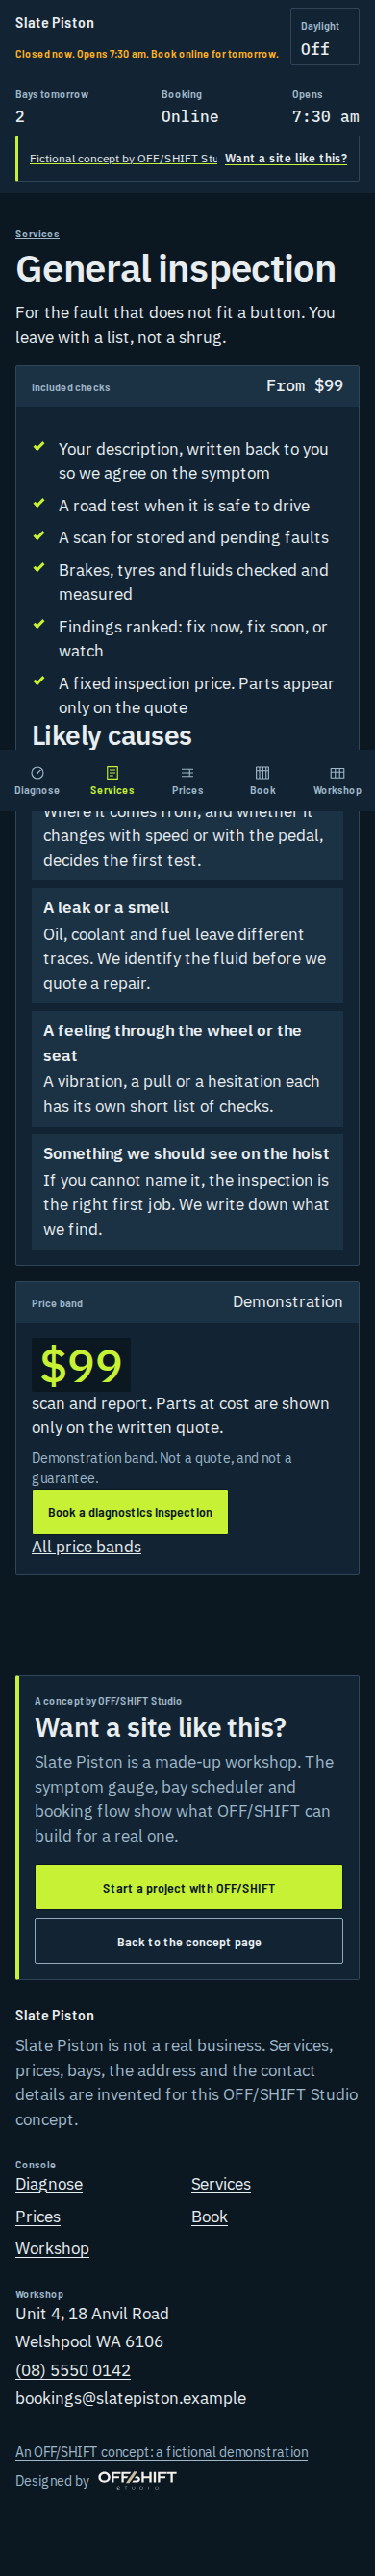 Slate Piston
Closed now. Opens 7:30 am. Book online for tomorrow.
Daylight
Off
Bays tomorrow
2
Booking
Online
Opens
7:30 am
Fictional concept by OFF/SHIFT Stu
Want a site like this?
Services
General inspection
For the fault that does not fit a button. You
leave with a list, not a shrug.
Included checks
From $99
Your description, written back to you
so we agree on the symptom
A road test when it is safe to drive
A scan for stored and pending faults
Brakes, tyres and fluids checked and
measured
Findings ranked: fix now, fix soon, or
watch
A fixed inspection price. Parts appear
only on the quote
Likely causes
Diagnose
Services
Prices
Book
Workshop
Where it comes from, and whether it
changes with speed or with the pedal,
decides the first test.
A leak or a smell
Oil, coolant and fuel leave different
traces. We identify the fluid before we
quote a repair.
A feeling through the wheel or the
seat
A vibration, a pull or a hesitation each
has its own short list of checks.
Something we should see on the hoist
If you cannot name it, the inspection is
the right first job. We write down what
we find.
Price band
Demonstration
$99
scan and report. Parts at cost are shown
only on the written quote.
Demonstration band. Not a quote, and not a
guarantee.
Book a diagnostics inspection
All price bands
A concept by OFF/SHIFT Studio
Want a site like this?
Slate Piston is a made-up workshop. The
symptom gauge, bay scheduler and
booking flow show what OFF/SHIFT can
build for a real one.
Start a project with OFF/SHIFT
Back to the concept page
Slate Piston
Slate Piston is not a real business. Services,
prices, bays, the address and the contact
details are invented for this OFF/SHIFT Studio
concept.
Console
Diagnose
Services
Prices
Book
Workshop
Workshop
Unit 4, 18 Anvil Road
Welshpool WA 6106
(08) 5550 0142
bookings@slatepiston.example
An OFF/SHIFT concept: a fictional demonstration
Designed by OFF/SHIFT
STUDIO